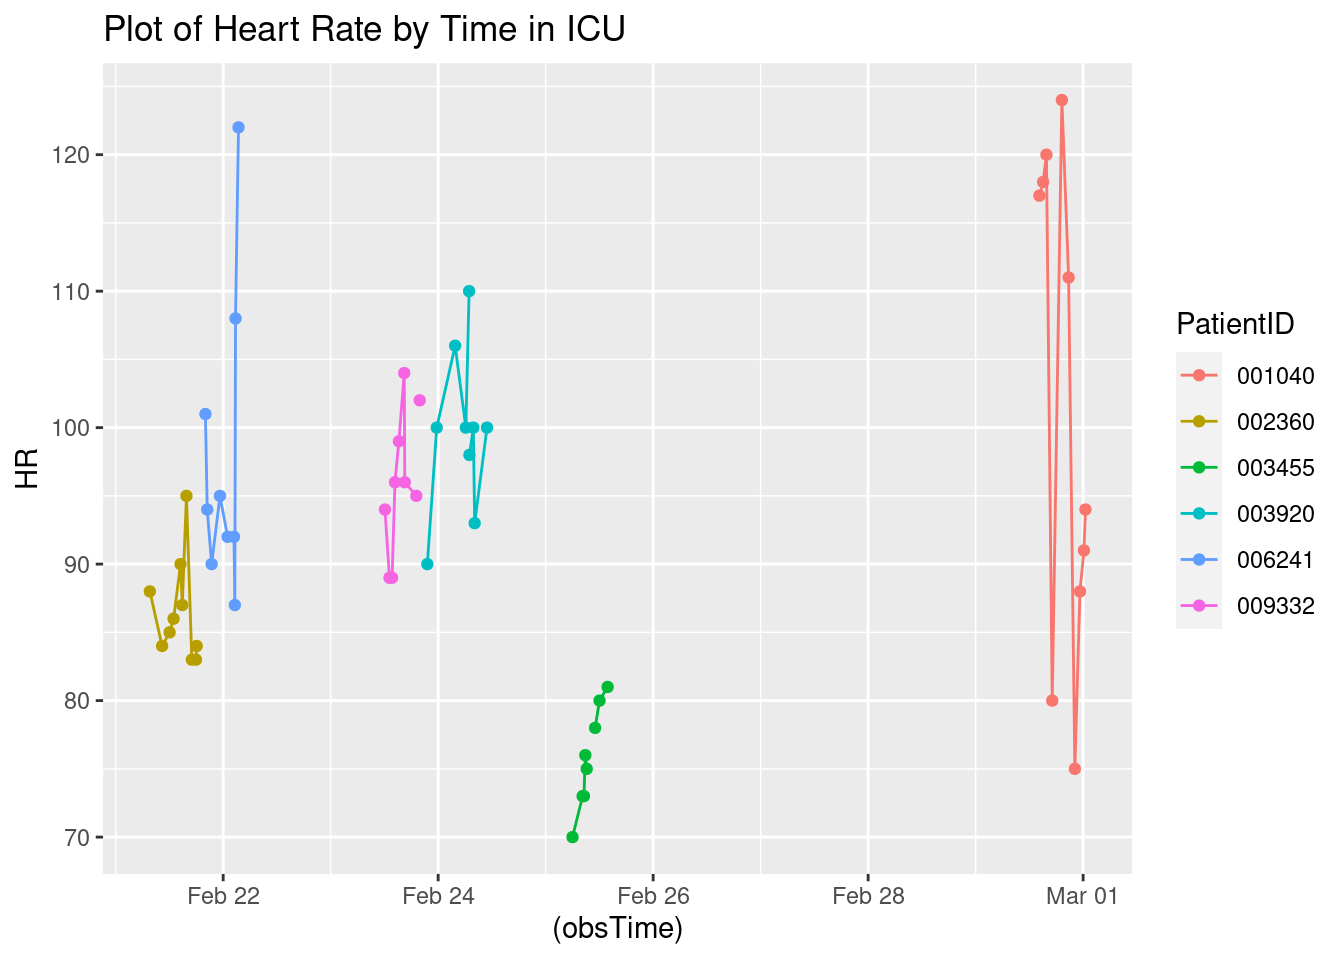 Plot of Heart Rate by Time in ICU
HR
120
110
100
90
80
70
Feb 22
Feb 24
Feb 26
Feb 28
Mar 01
(obsTime)
PatientID
001040
002360
003455
003920
006241
009332